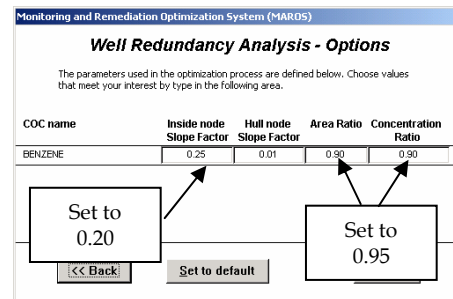 Monitoring and Remediation Optimization System (MAROS)
Well Redundancy Analysis - Options
The parameters used in the optimization process are defined below. Choose values
that meet your interest by type in the following area.
COC name Inside node Slope Factor Hull node Slope Factor Area Ratio Concentration Ratio
BENZENE 0.25 0.01 0.90 0.90
Set to
0.20
Set to
0.95
<< Back
Set to default